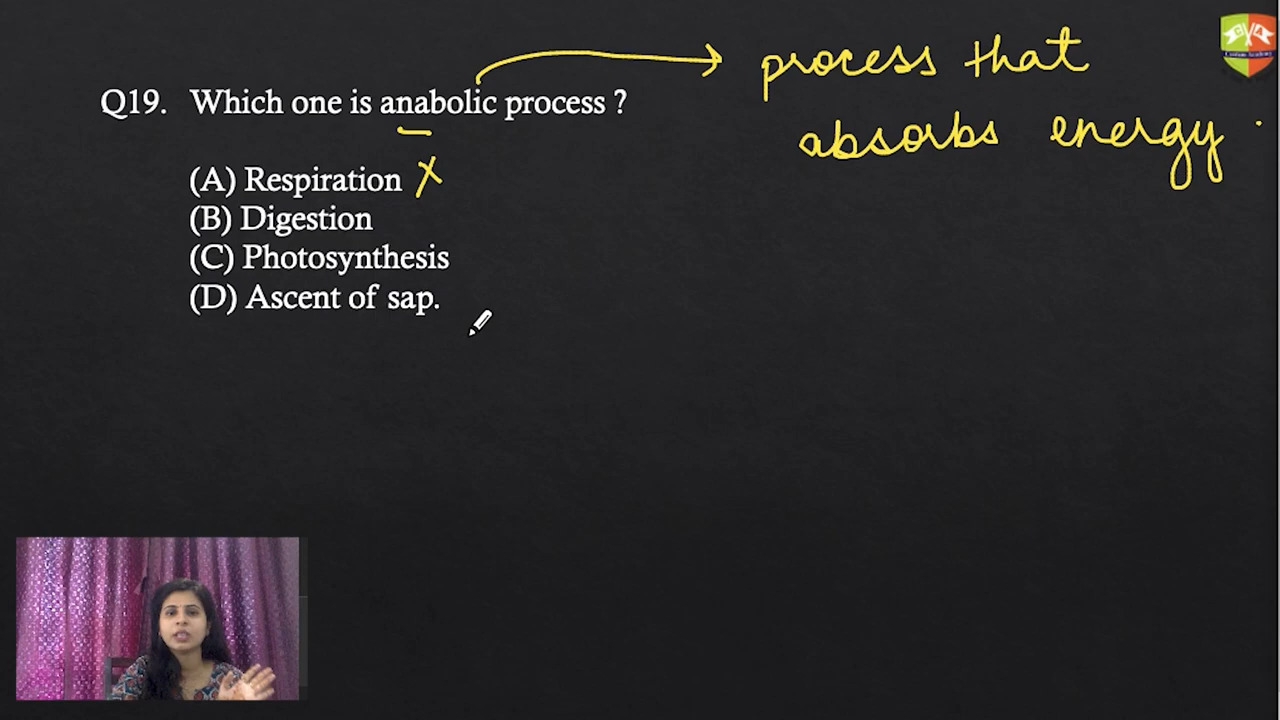 process that
Q19. Which one is anabolic process ?
absorbs energy.
(A) Respiration X
(B) Digestion
(C) Photosynthesis
(D) Ascent of sap.